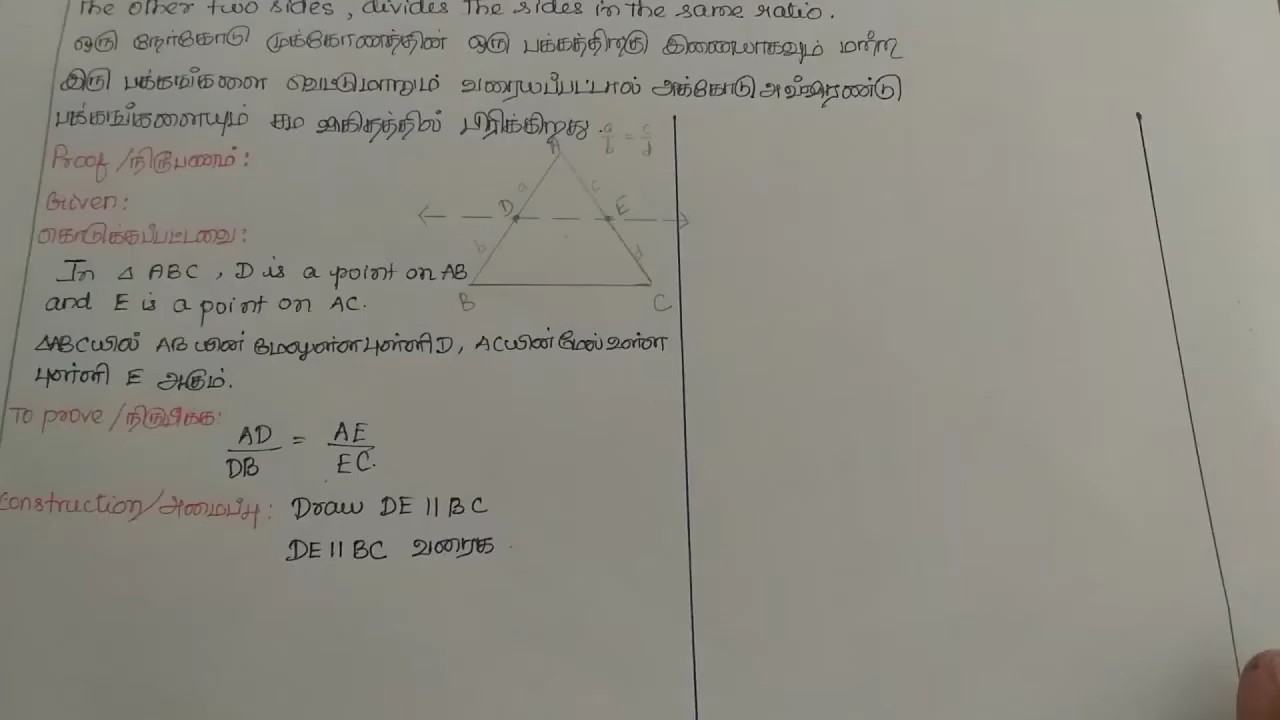 The other two sides, divides The sides in The same ratio.
ஒரு நேர்கோடு முக்கோணத்தின் ஒரு பக்கத்திற்கு இணையாகவும் மற்ற
இரு பக்கங்களை வெட்டுமாறும் வரையப்பட்டால் அக்கோடு அவ்விரண்டு
பக்கங்களையும் சம விகிதத்தில் பிரிக்கிறது.
a/b = c/d
Proof /நிரூபணம்:
A
a c
Given:
D E
கொடுக்கப்பட்டவை:
b d
In Δ ABC, D is a point on AB
and E is a point on AC.
B C
ΔABCயில் AB யின் மேலுள்ள புள்ளி D, ACயின் மேல் உள்ள
புள்ளி E ஆகும்.
To prove /நிரூபிக்க:
AD/DB = AE/EC.
Construction/அமைப்பு: Draw DE || BC
DE || BC வரைக